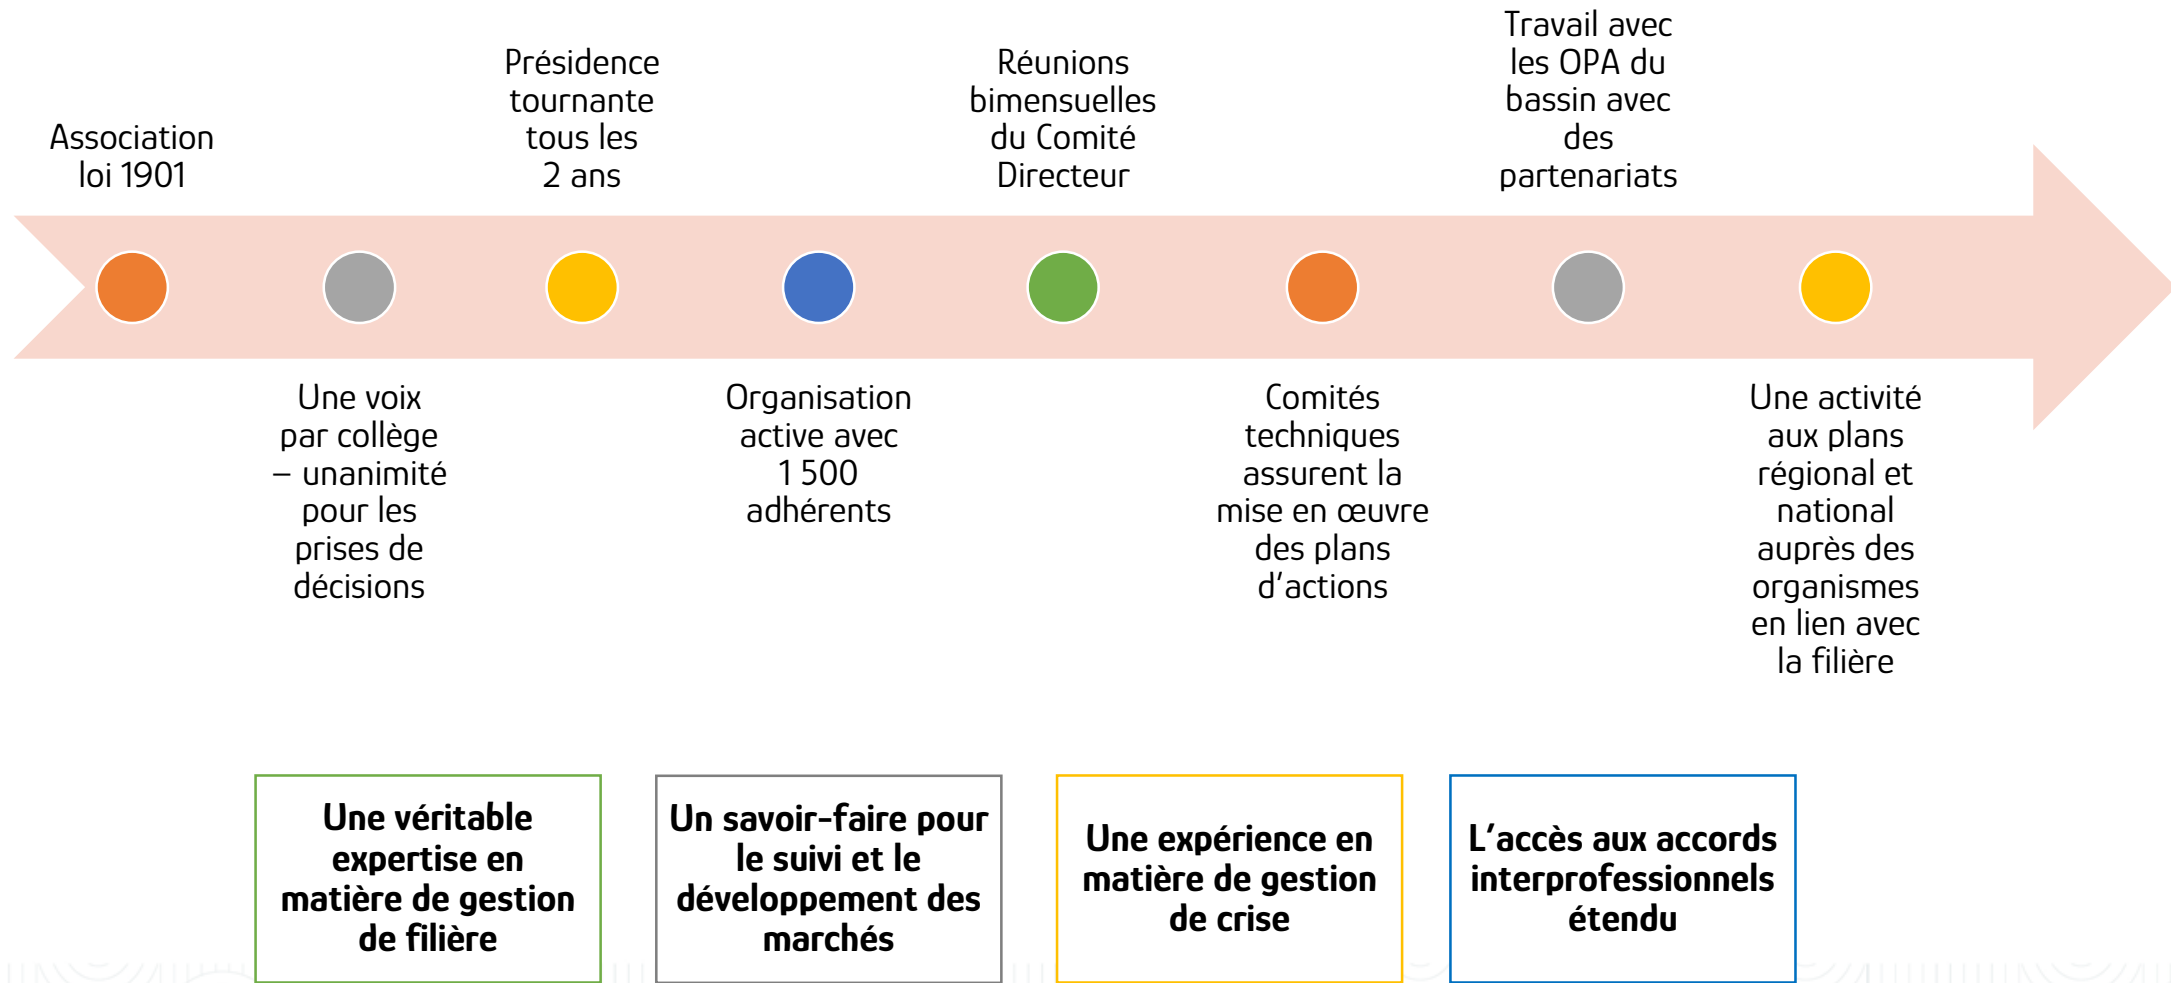 Association
loi 1901
Une voix
par collège
– unanimité
pour les
prises de
décisions
Présidence
tournante
tous les
2 ans
Organisation
active avec
1 500
adhérents
Réunions
bimensuelles
du Comité
Directeur
Comités
techniques
assurent la
mise en œuvre
des plans
d’actions
Travail avec
les OPA du
bassin avec
des
partenariats
Une activité
aux plans
régional et
national
auprès des
organismes
en lien avec
la filière
Une véritable
expertise en
matière de gestion
de filière
Un savoir-faire pour
le suivi et le
développement des
marchés
Une expérience en
matière de gestion
de crise
L’accès aux accords
interprofessionnels
étendu